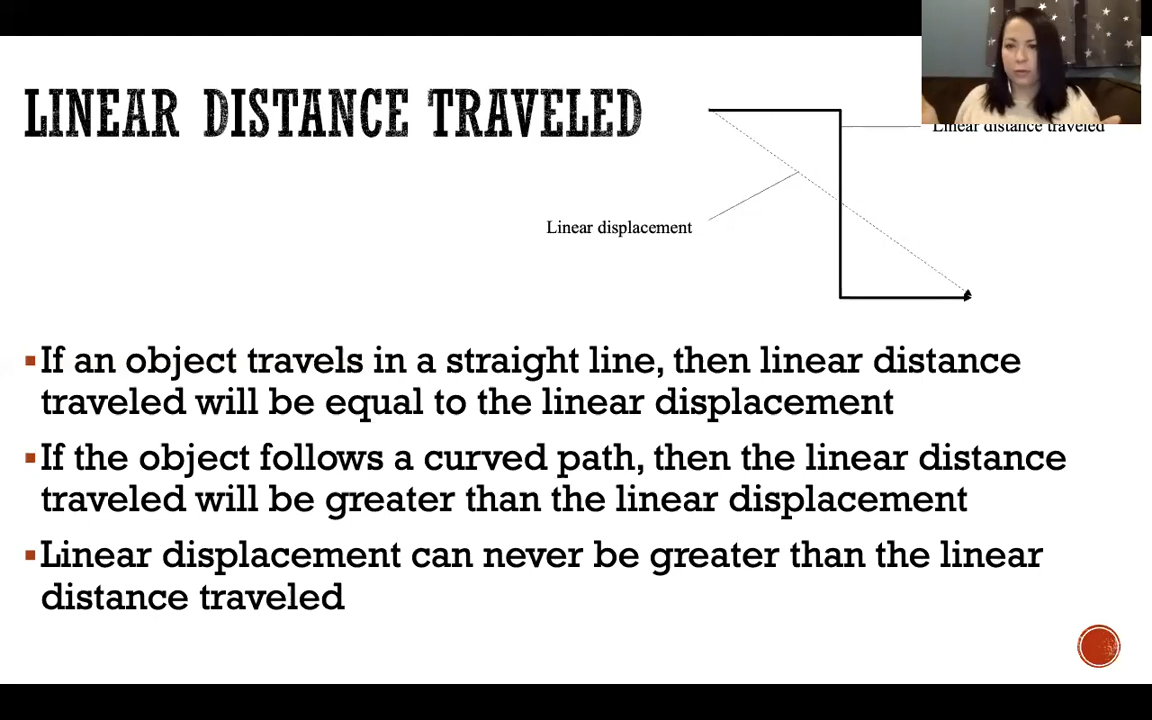 LINEAR DISTANCE TRAVELED
Linear distance traveled
Linear displacement
If an object travels in a straight line, then linear distance
traveled will be equal to the linear displacement
If the object follows a curved path, then the linear distance
traveled will be greater than the linear displacement
Linear displacement can never be greater than the linear
distance traveled